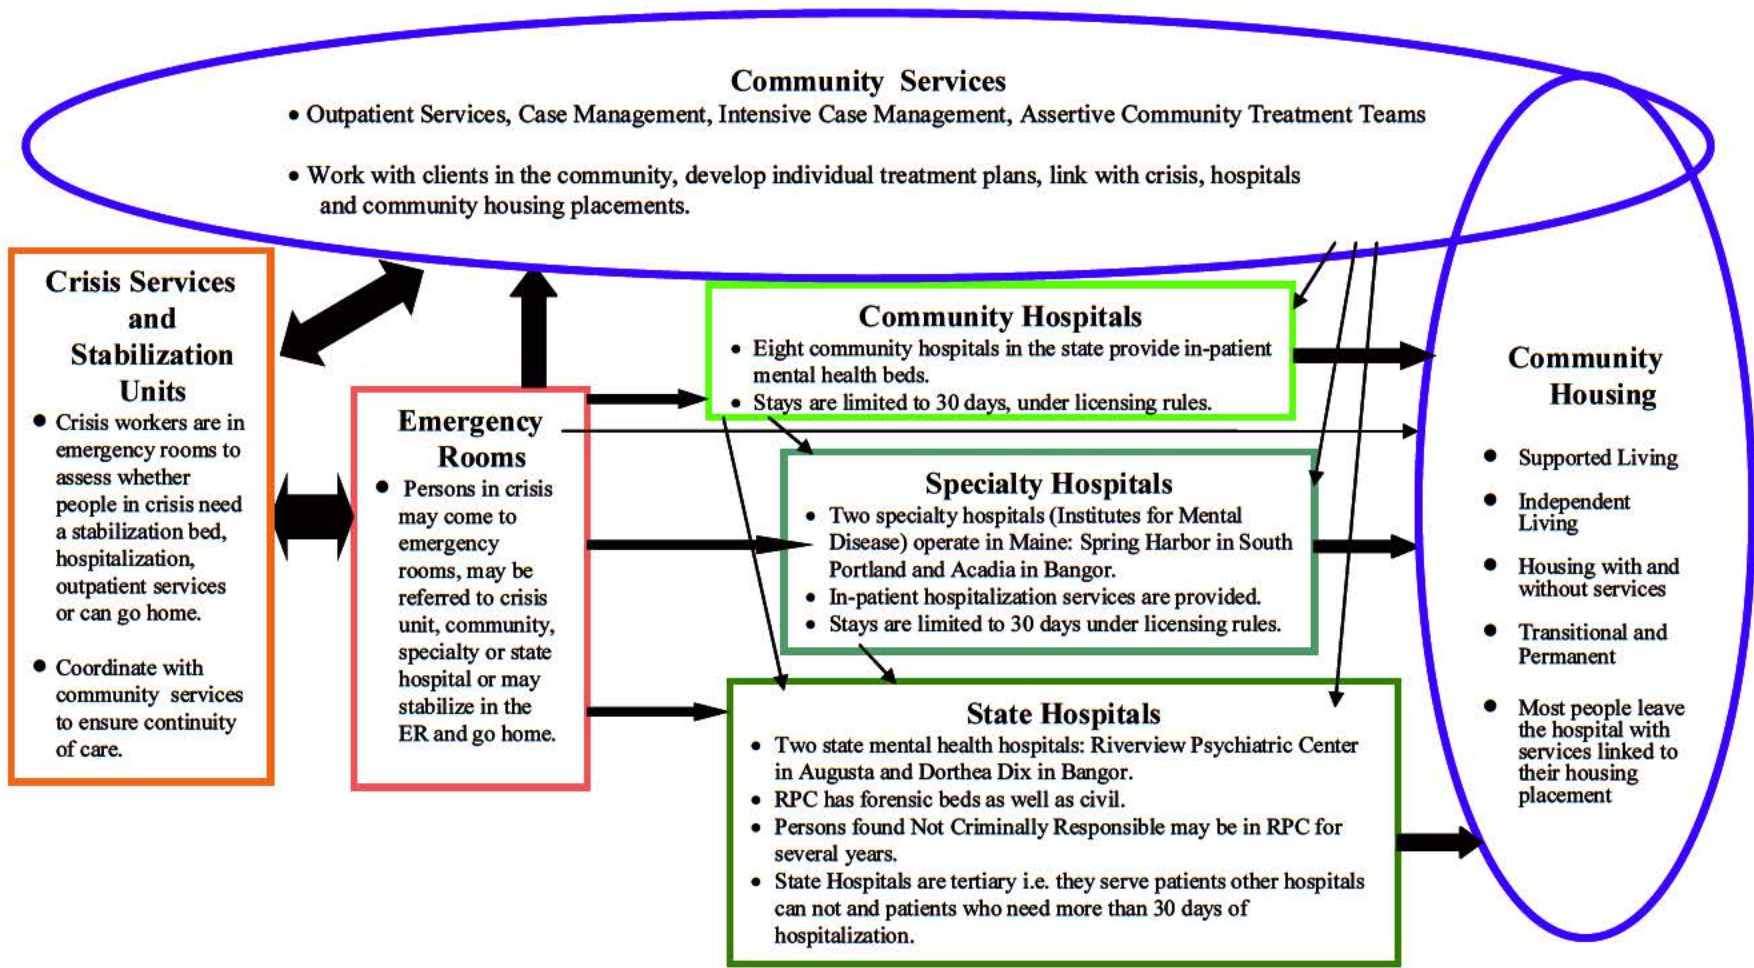 Community Services
• Outpatient Services, Case Management, Intensive Case Management, Assertive Community Treatment Teams
• Work with clients in the community, develop individual treatment plans, link with crisis, hospitals
and community housing placements.
Crisis Services
and
Stabilization
Units
• Crisis workers are in
emergency rooms to
assess whether
people in crisis need
a stabilization bed,
hospitalization,
outpatient services
or can go home.
• Coordinate with
community services
to ensure continuity
of care.
Emergency
Rooms
• Persons in crisis
may come to
emergency
rooms, may be
referred to crisis
unit, community,
specialty or state
hospital or may
stabilize in the
ER and go home.
Community Hospitals
• Eight community hospitals in the state provide in-patient
mental health beds.
• Stays are limited to 30 days, under licensing rules.
Specialty Hospitals
• Two specialty hospitals (Institutes for Mental
Disease) operate in Maine: Spring Harbor in South
Portland and Acadia in Bangor.
• In-patient hospitalization services are provided.
• Stays are limited to 30 days under licensing rules.
State Hospitals
• Two state mental health hospitals: Riverview Psychiatric Center
in Augusta and Dorthea Dix in Bangor.
• RPC has forensic beds as well as civil.
• Persons found Not Criminally Responsible may be in RPC for
several years.
• State Hospitals are tertiary i.e. they serve patients other hospitals
can not and patients who need more than 30 days of
hospitalization.
Community
Housing
• Supported Living
• Independent
Living
• Housing with and
without services
• Transitional and
Permanent
• Most people leave
the hospital with
services linked to
their housing
placement